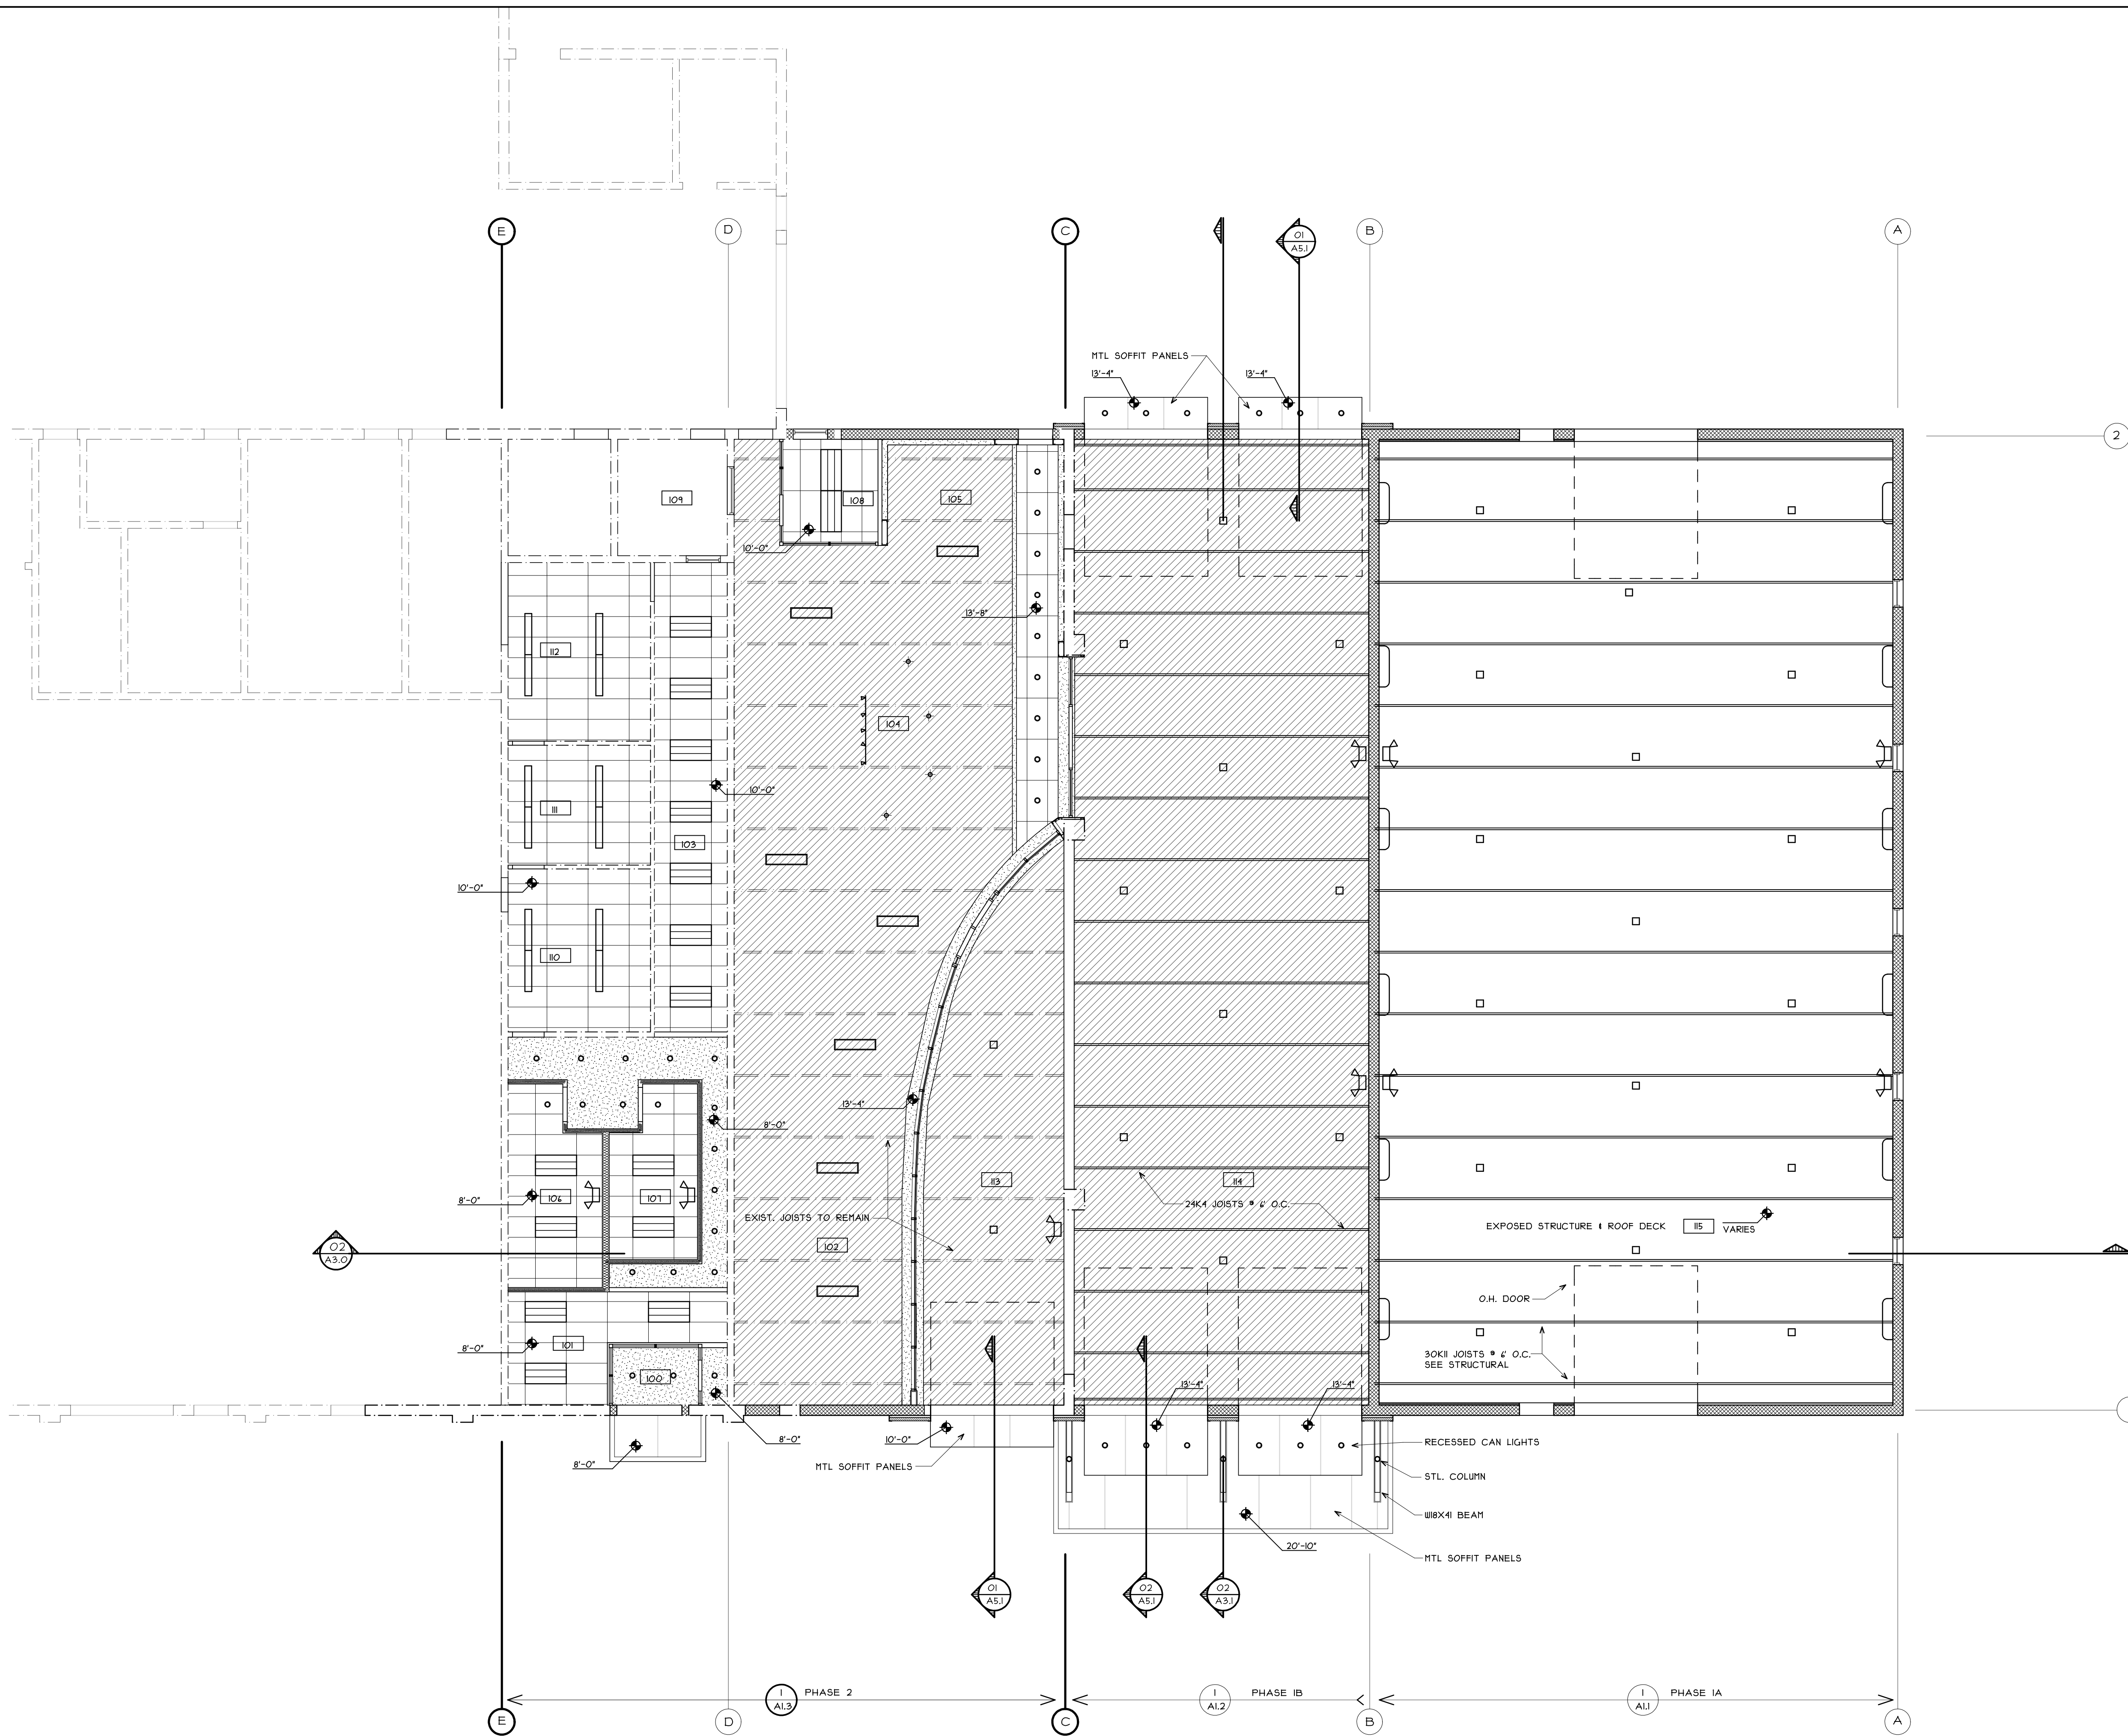 E
D
C
01
A5.1
B
A
MTL SOFFIT PANELS
13'-4"
13'-4"
2
109
108
105
10'-0"
13'-8"
112
104
10'-0"
111
103
10'-0"
110
13'-4"
8'-0"
113
114
8'-0"
106
107
24K4 JOISTS @ 6' O.C.
EXIST. JOISTS TO REMAIN
EXPOSED STRUCTURE & ROOF DECK
115
VARIES
102
02
A3.0
O.H. DOOR
8'-0"
101
30K11 JOISTS @ 6' O.C.
SEE STRUCTURAL
100
13'-4"
13'-4"
8'-0"
10'-0"
RECESSED CAN LIGHTS
8'-0"
MTL SOFFIT PANELS
STL. COLUMN
W18X41 BEAM
20'-10"
MTL SOFFIT PANELS
01
A5.1
02
A5.1
02
A3.1
1
A1.3
PHASE 2
1
A1.2
PHASE 1B
1
A1.1
PHASE 1A
E
D
C
B
A